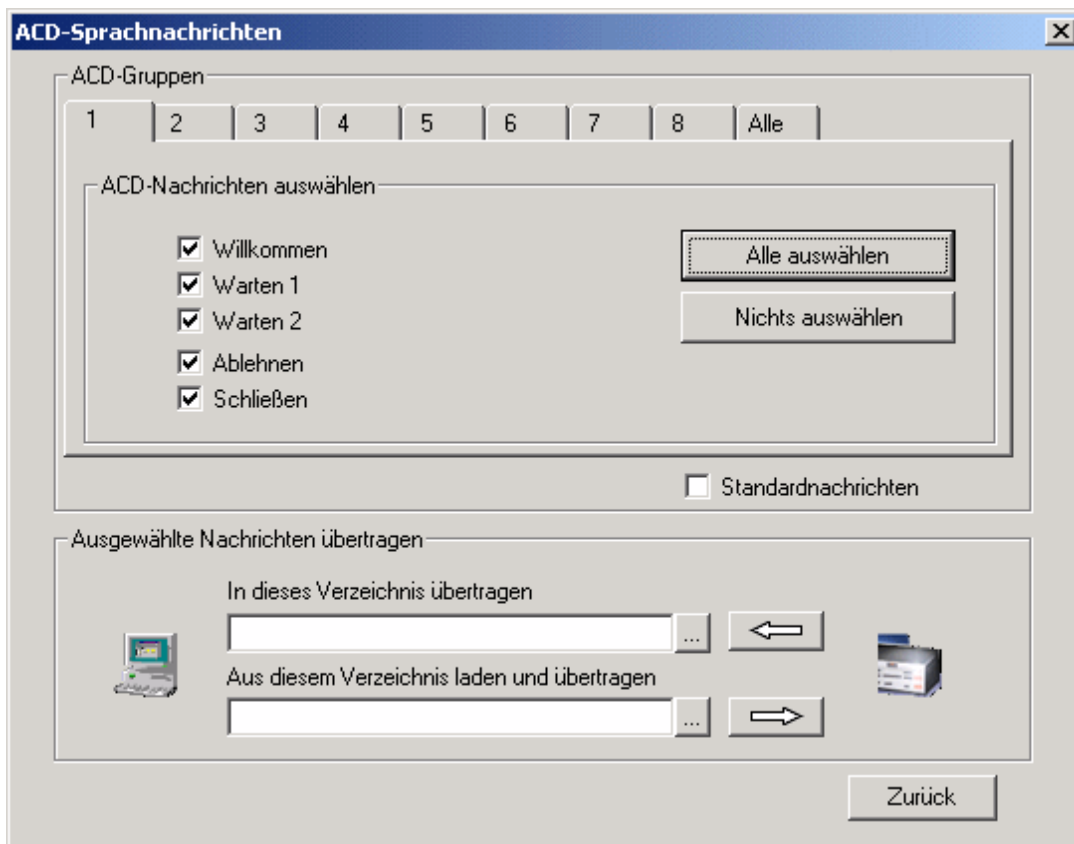 ACD-Sprachnachrichten
ACD-Gruppen
1 2 3 4 5 6 7 8 Alle
ACD-Nachrichten auswählen
Willkommen
Warten 1
Warten 2
Ablehnen
Schließen
Alle auswählen
Nichts auswählen
Standardnachrichten
Ausgewählte Nachrichten übertragen
In dieses Verzeichnis übertragen
...
Aus diesem Verzeichnis laden und übertragen
...
Zurück